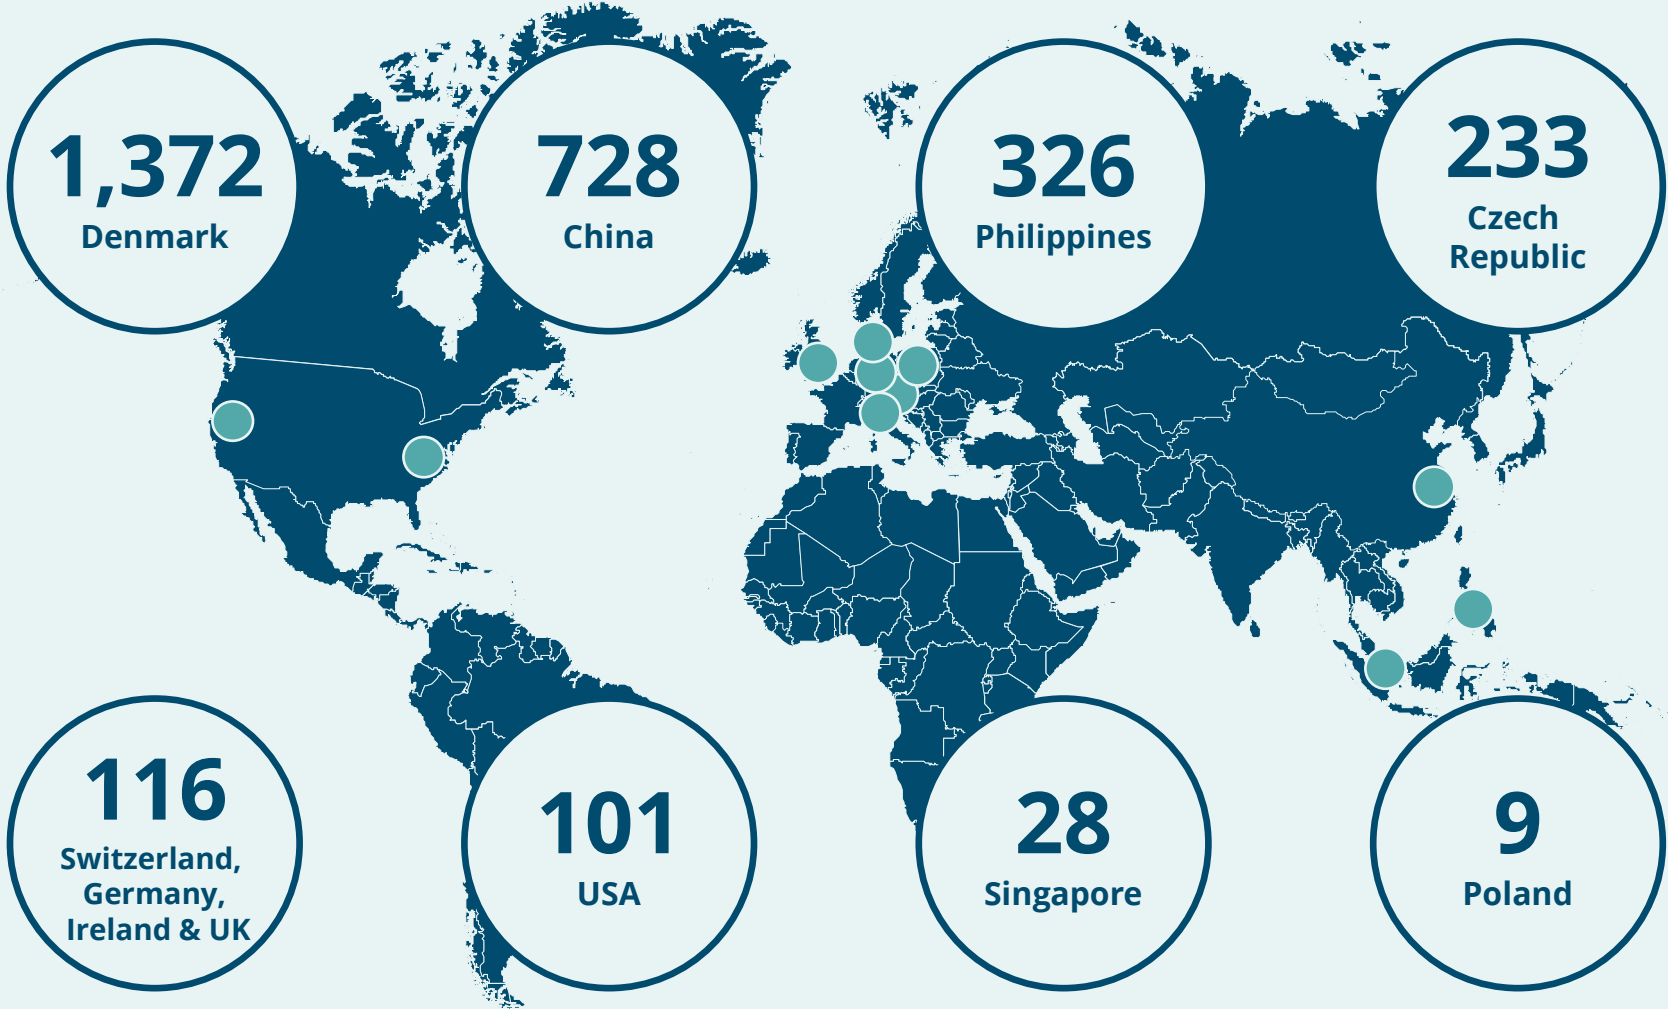 1,372
Denmark
728
China
326
Philippines
233
Czech
Republic
116
Switzerland,
Germany,
Ireland & UK
101
USA
28
Singapore
9
Poland